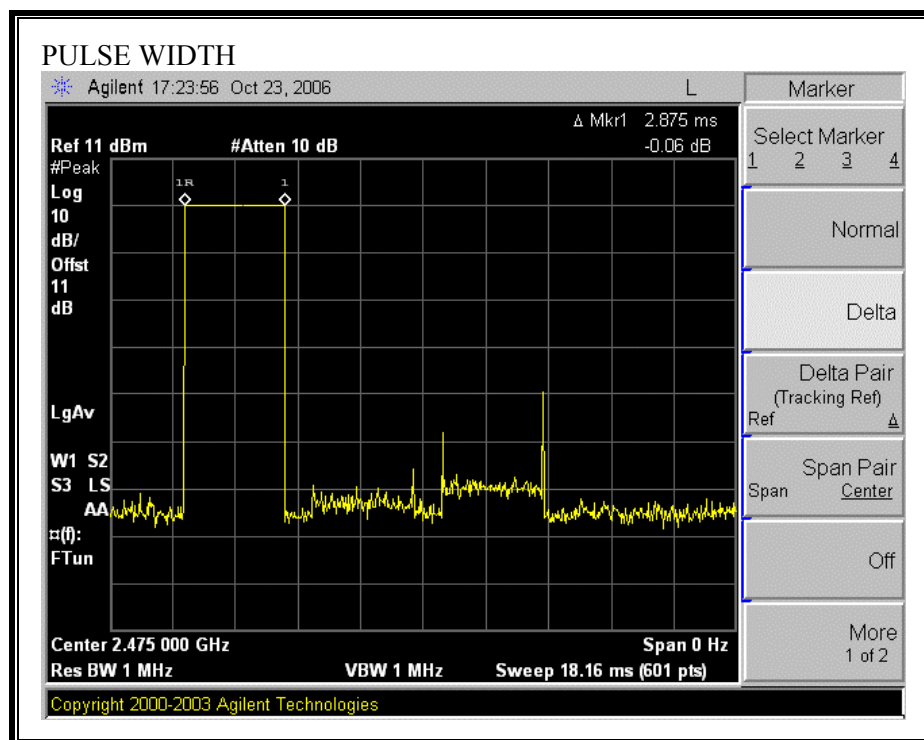 PULSE WIDTH
Agilent 17:23:56 Oct 23, 2006 L
Δ Mkr1 2.875 ms
Ref 11 dBm #Atten 10 dB -0.06 dB
#Peak
Log
10
dB/
Offst
11
dB
1R 1
LgAv
W1 S2
S3 LS
AA
¤(f):
FTun
Center 2.475 000 GHz Span 0 Hz
Res BW 1 MHz VBW 1 MHz Sweep 18.16 ms (601 pts)
Copyright 2000-2003 Agilent Technologies
Marker
Select Marker
1 2 3 4
Normal
Delta
Delta Pair
(Tracking Ref)
Ref Δ
Span Pair
Span Center
Off
More
1 of 2